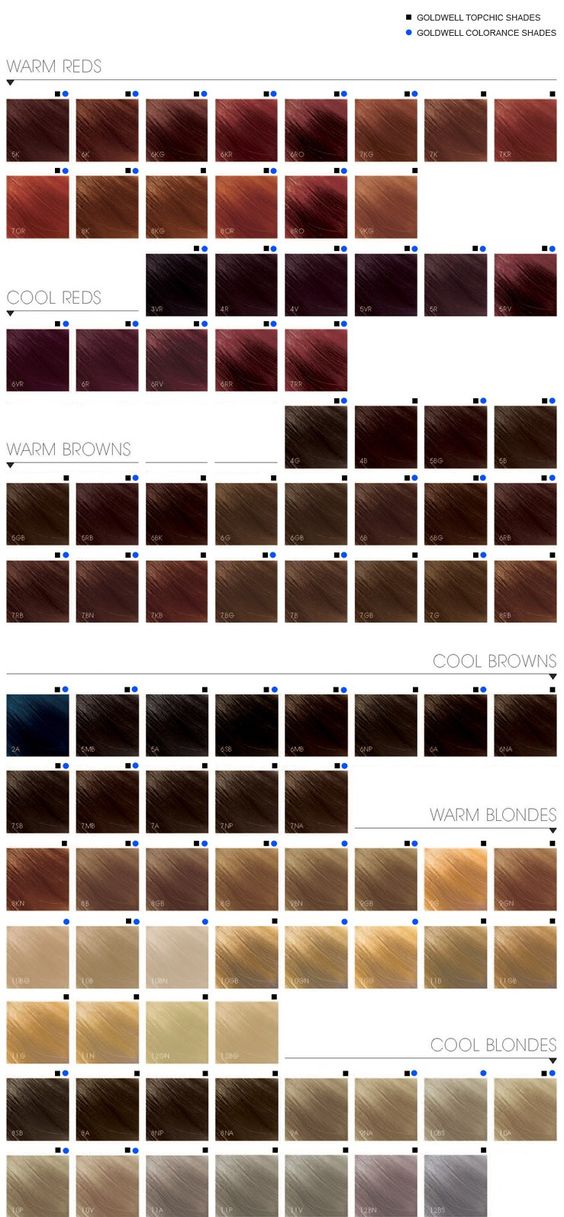 GOLDWELL TOPCHIC SHADES
GOLDWELL COLORANCE SHADES
WARM REDS
5K 6K 6KG 6KR 6RO 7KG 7K 7KR
7OR 8K 8KG 8OR 8RO 9KG
3VR 4R 4V 5VR 5R 5RV
COOL REDS
6VR 6R 6RV 6RR 7RR
4G 4B 5BG 5B
WARM BROWNS
5GB 5RB 6BK 6G 6GB 6B 6BG 6RB
7RB 7BN 7KB 7BG 7B 7GB 7G 8RB
COOL BROWNS
2A 5MB 5A 6SB 6MB 6NP 6A 6NA
7SB 7MB 7A 7NP 7NA
WARM BLONDES
8KN 8B 8GB 8G 9BN 9GB 9G 9GN
10BG 10B 10BN 10GB 10GN 10G 11B 11GB
11G 11N 12GN 12BG
COOL BLONDES
8SB 8A 8NP 8NA 9A 9NA 10BS 10A
10P 10V 11A 11P 11V 12BN 12BS